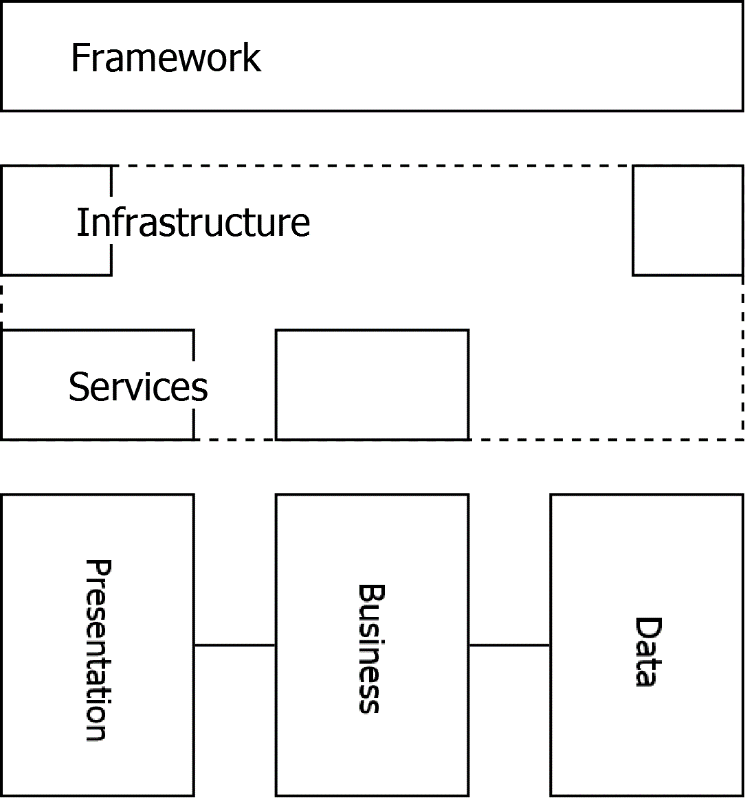 Framework
Infrastructure
Services
Presentation
Business
Data